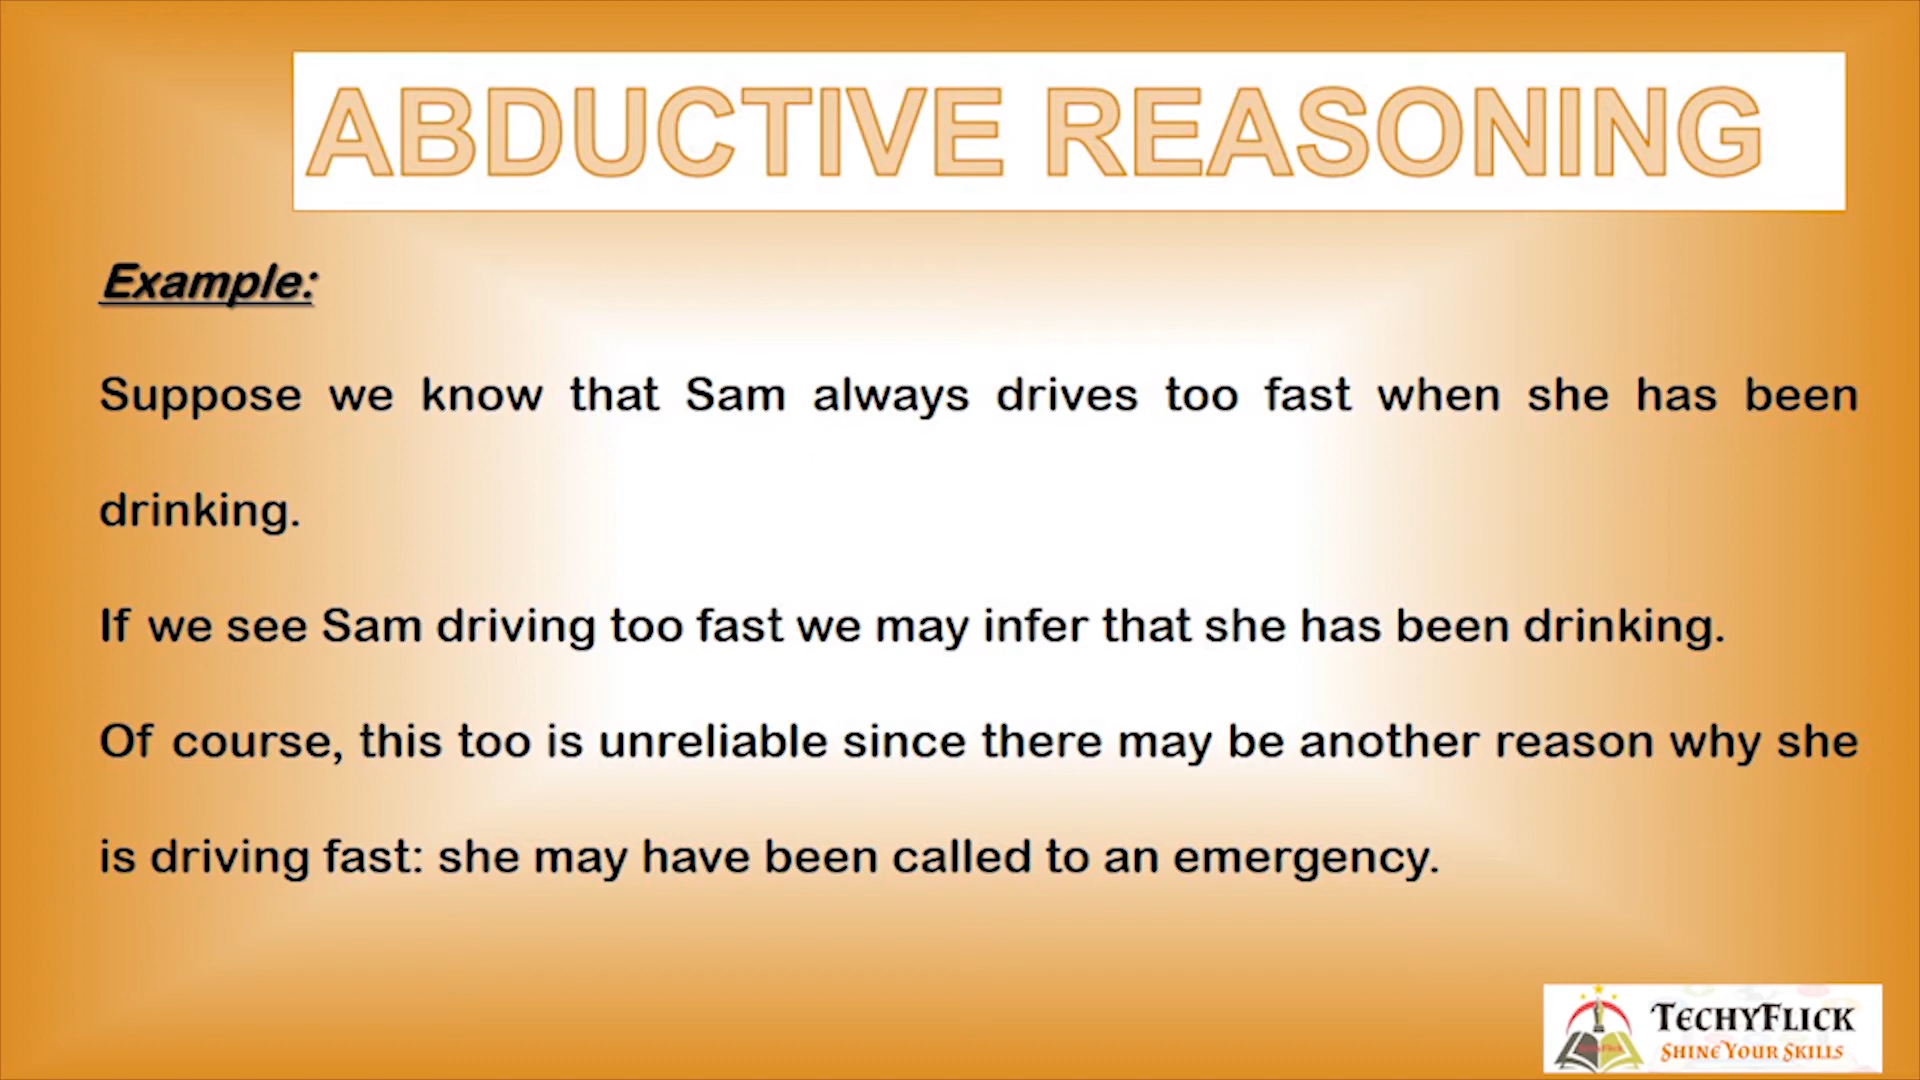 ABDUCTIVE REASONING
Example:
Suppose we know that Sam always drives too fast when she has been
drinking.
If we see Sam driving too fast we may infer that she has been drinking.
Of course, this too is unreliable since there may be another reason why she
is driving fast: she may have been called to an emergency.
TECHYFLICK
SHINE YOUR SKILLS